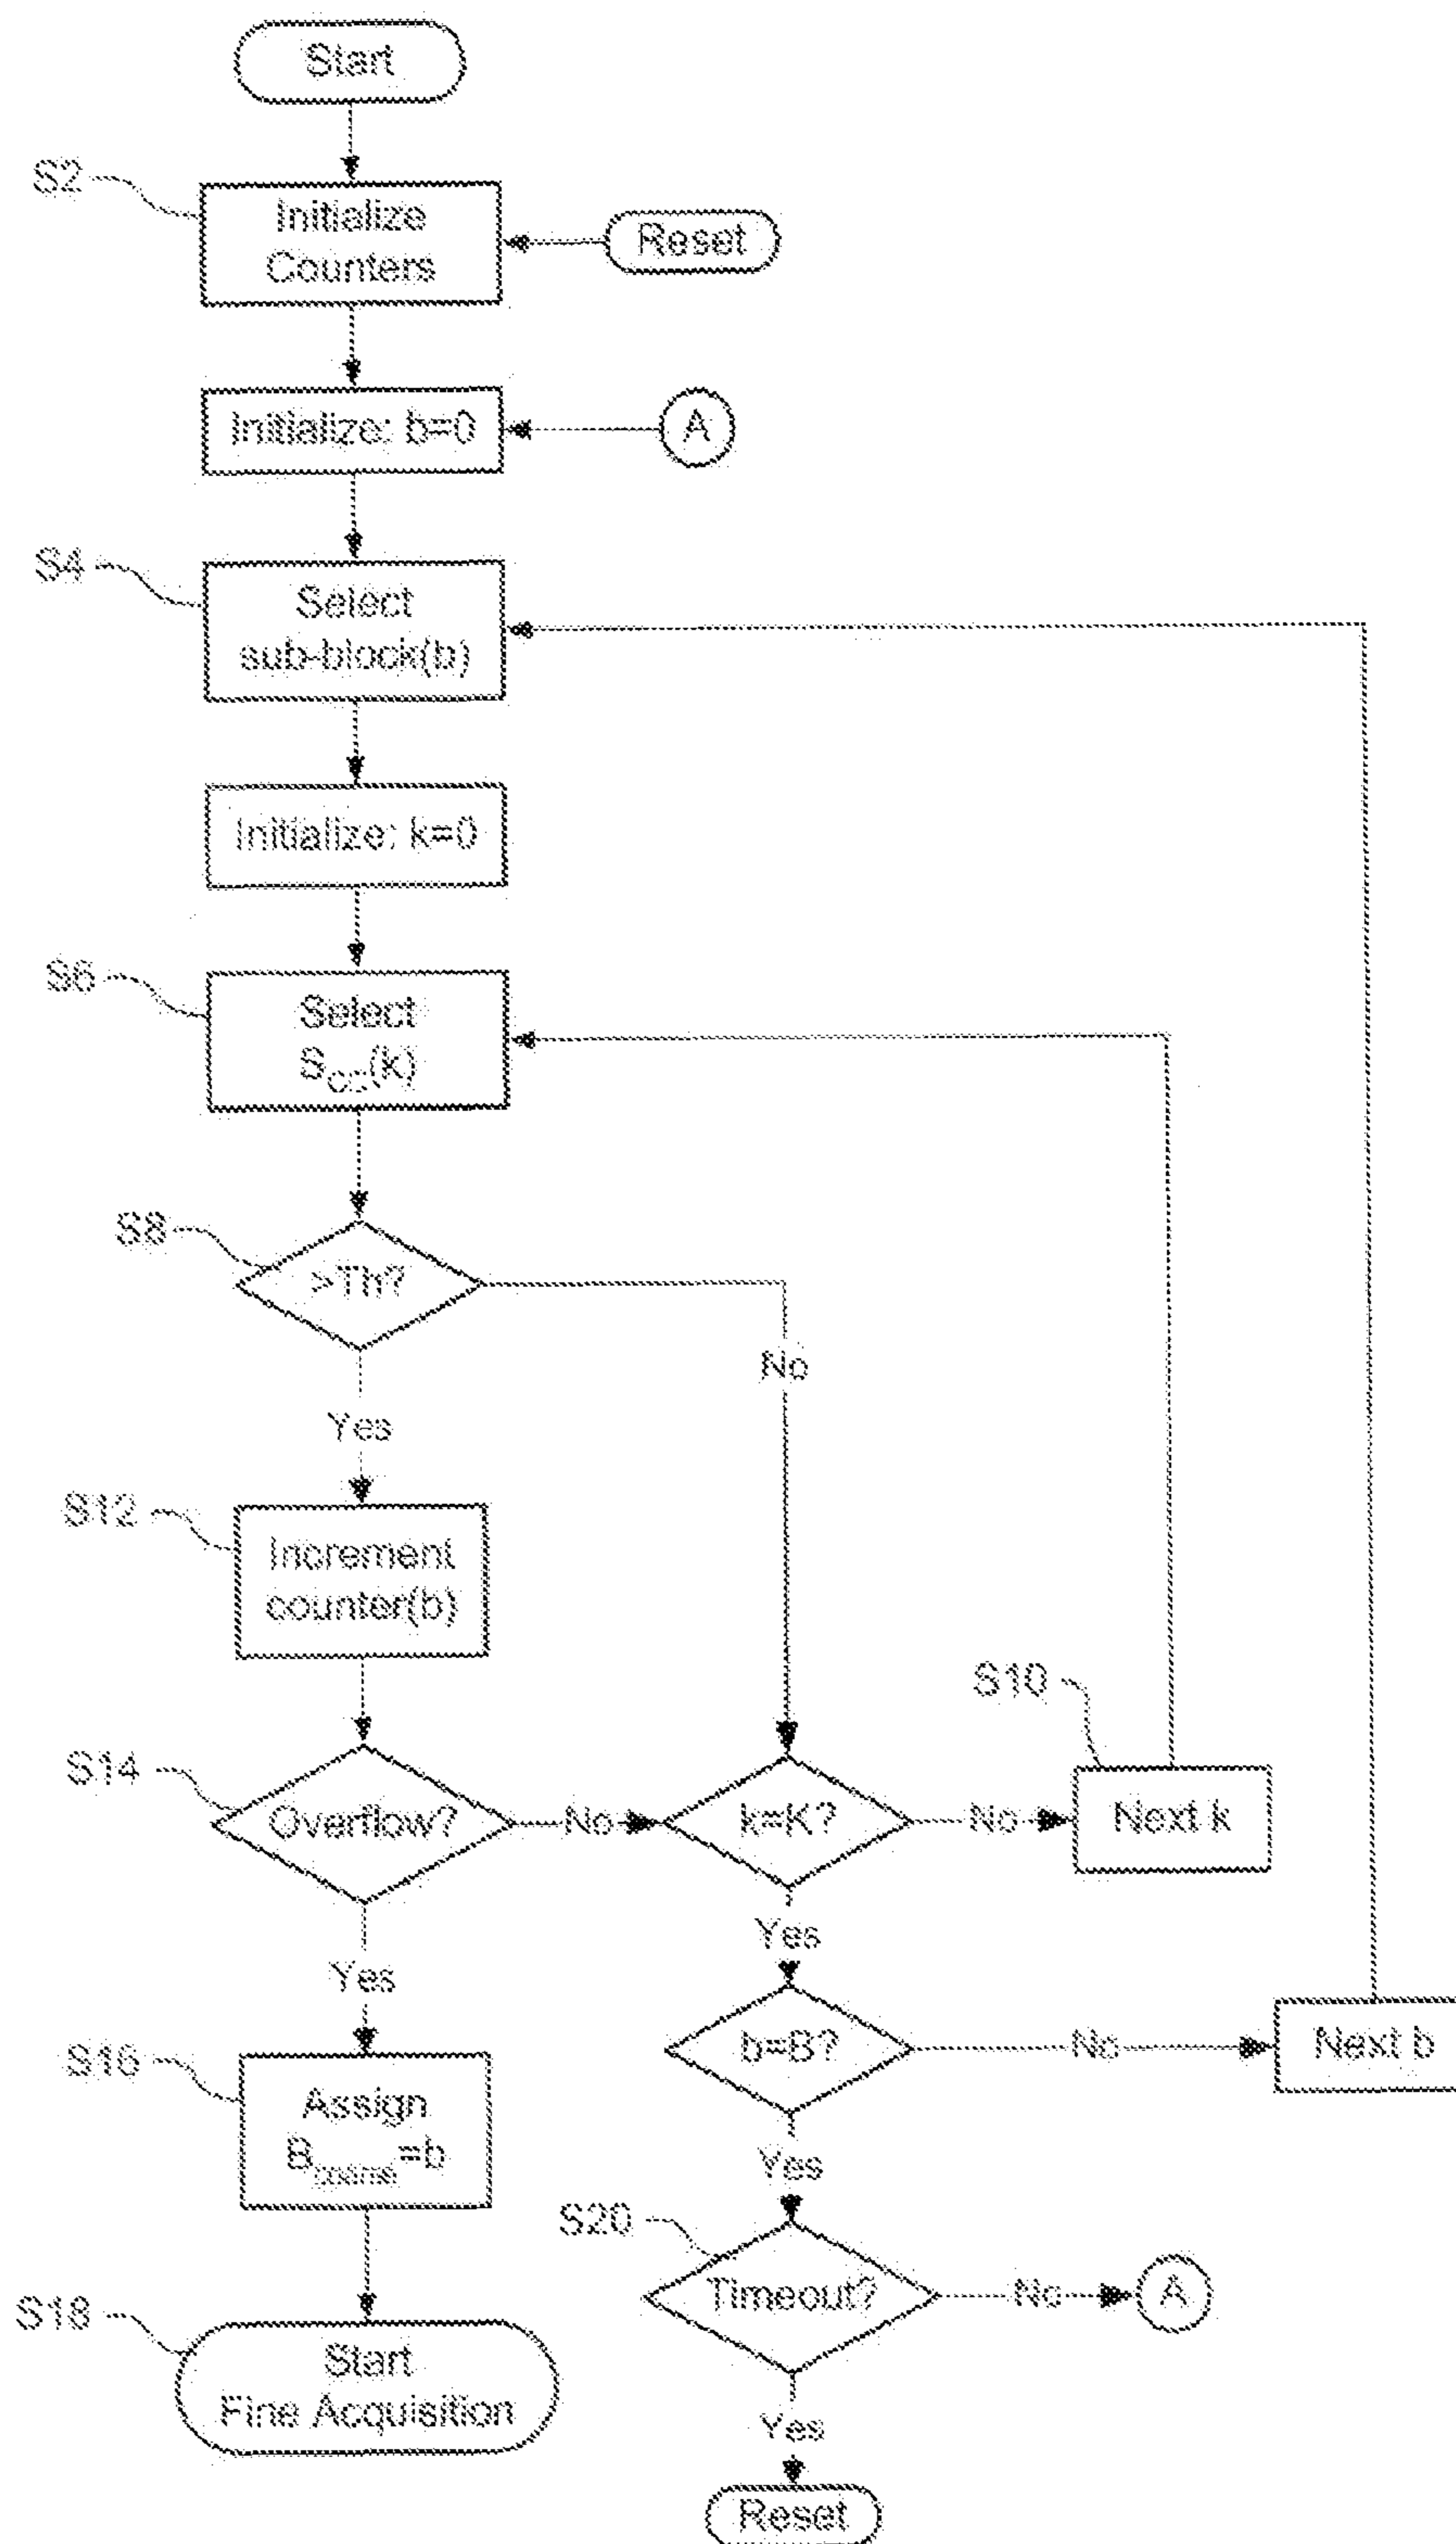 Start
S2
Initialize
Counters
Reset
Initialize: b=0
A
S4
Select
sub-block(b)
Initialize: k=0
S6
Select
(k)
S8
>Th?
No
Yes
S12
Increment
counter(b)
S10
S14
Overflow?
No
k=K?
No
Next k
Yes
Yes
S16
Assign
B coarse =b
b=B?
No
Next b
Yes
S20
S18
Start
Fine Acquisition
Timeout?
No
A
Yes
Reset